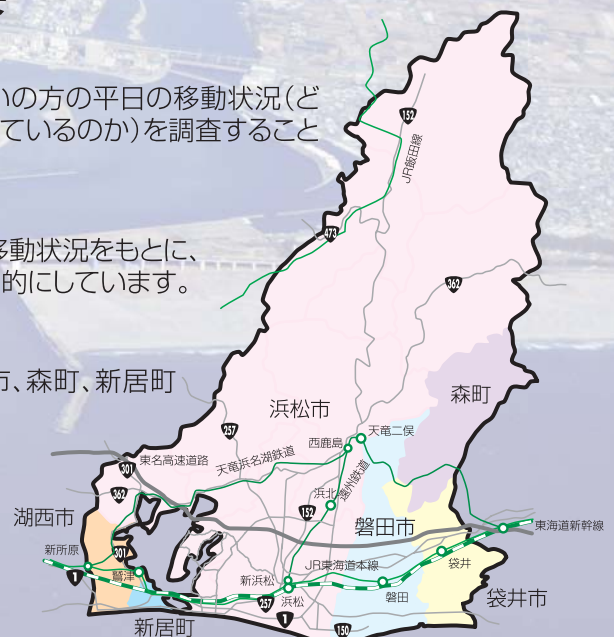 いの方の平日の移動状況（ど
ているのか）を調査すること
移動状況をもとに、
的にしています。
市、森町、新居町
152
JR飯田線
473
362
森町
浜松市
257
西鹿島
天竜二俣
東名高速道路
301
天竜浜名湖鉄道
遠州鉄道
362
浜北
152
湖西市
磐田市
東海道新幹線
新所原
301
JR東海道本線
袋井
1
鷲津
新浜松
257
浜松
磐田
袋井市
1
新居町
150